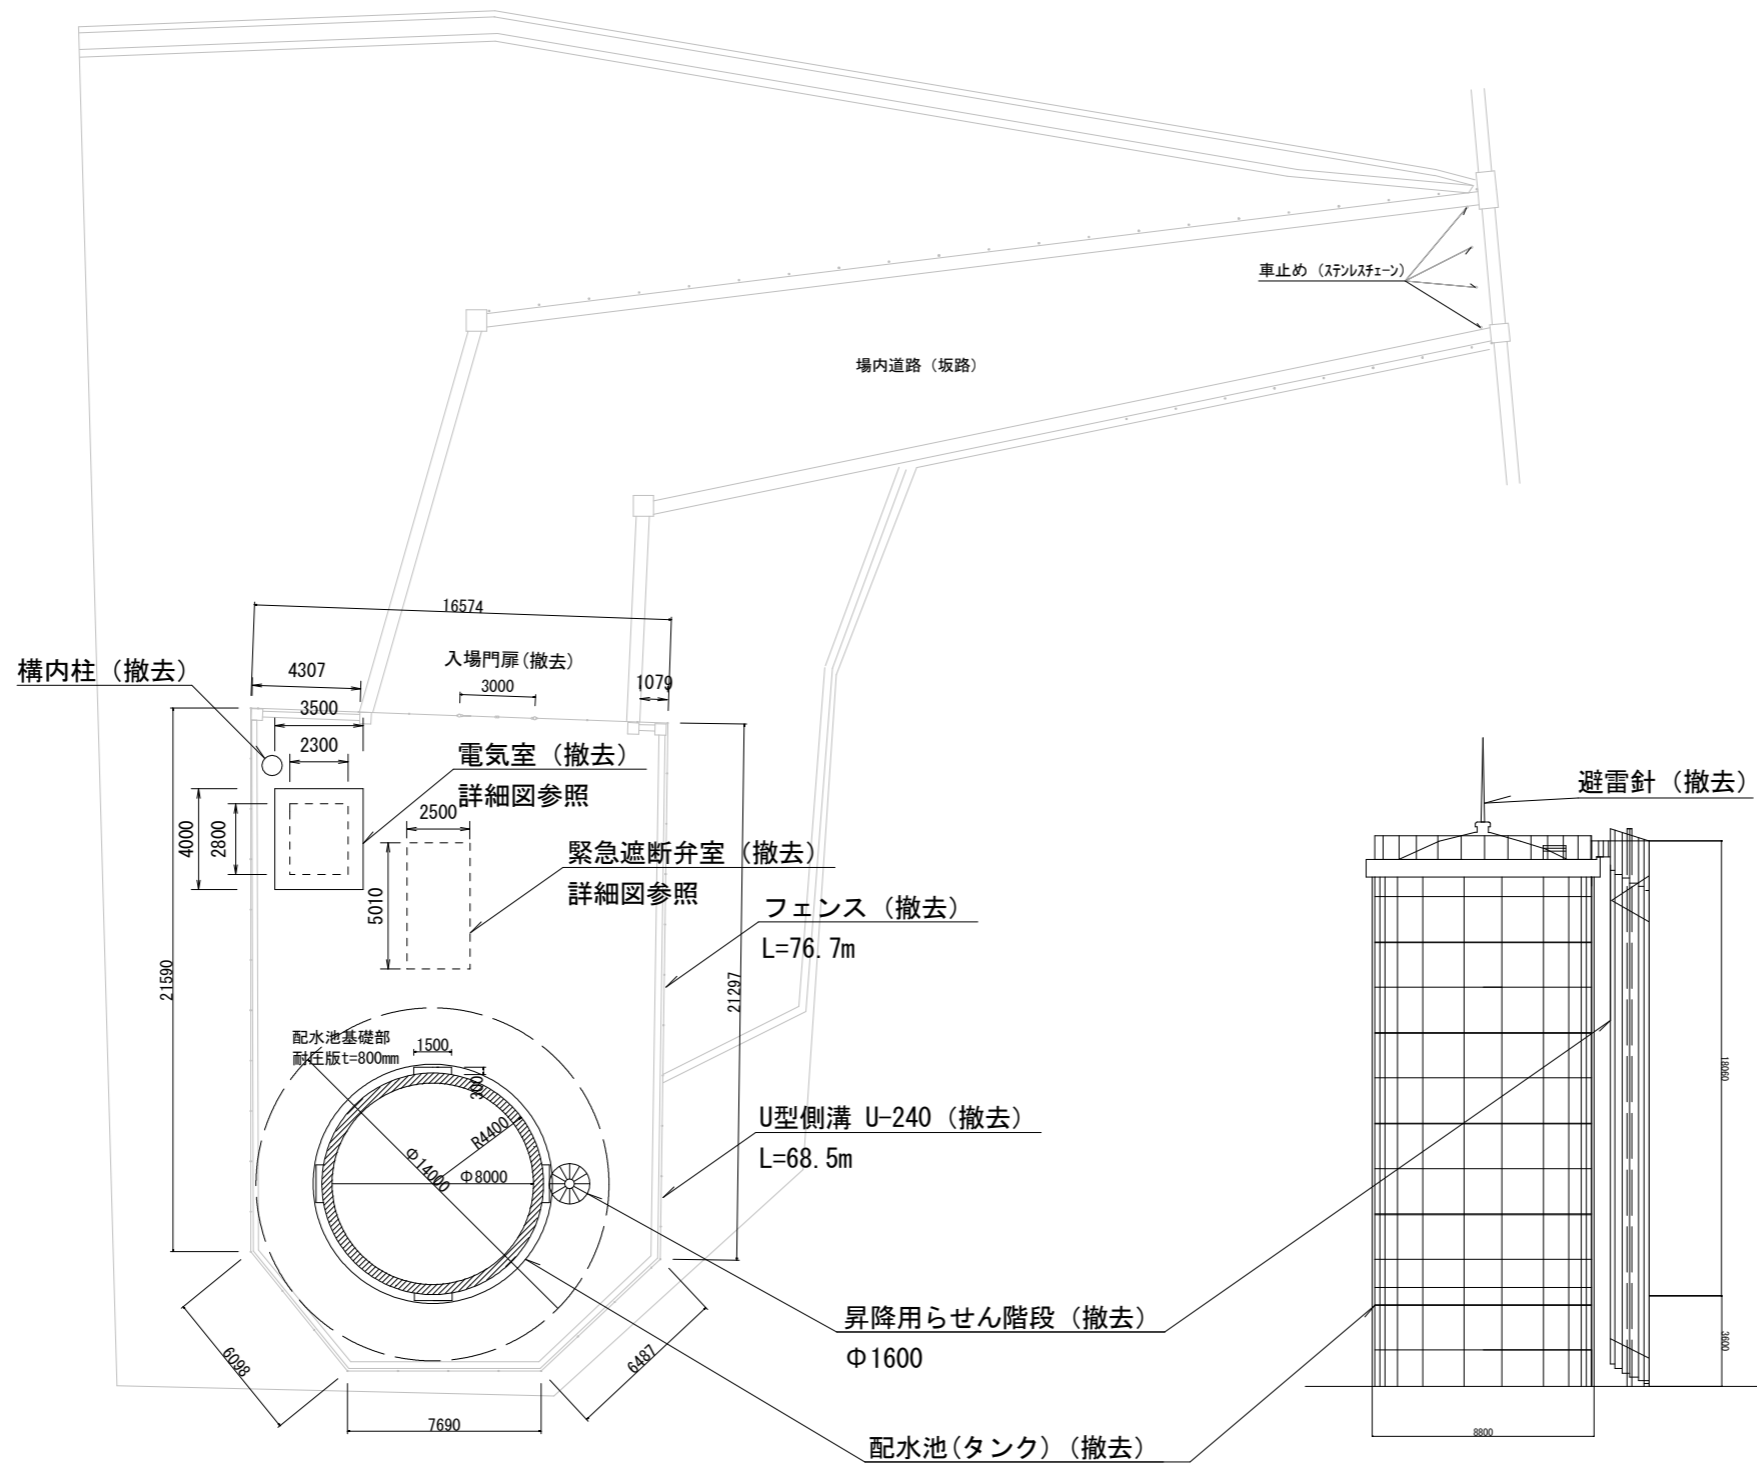 車止め (ｽﾃﾝﾚｽﾁｪｰﾝ)
場内道路 (坂路)
16574
入場門扉(撤去)
構内柱 (撤去)
4307
3000
1079
3500
2300
電気室 (撤去)
詳細図参照
4000
2800
2500
緊急遮断弁室 (撤去)
詳細図参照
5010
フェンス (撤去)
L=76.7m
21590
21297
配水池基礎部
耐圧版t=800mm
1500
300
R4400
Φ14000
Φ8000
U型側溝 U-240 (撤去)
L=68.5m
昇降用らせん階段 (撤去)
Φ1600
6098
6487
7690
配水池(タンク) (撤去)
避雷針 (撤去)
18060
3600
8800